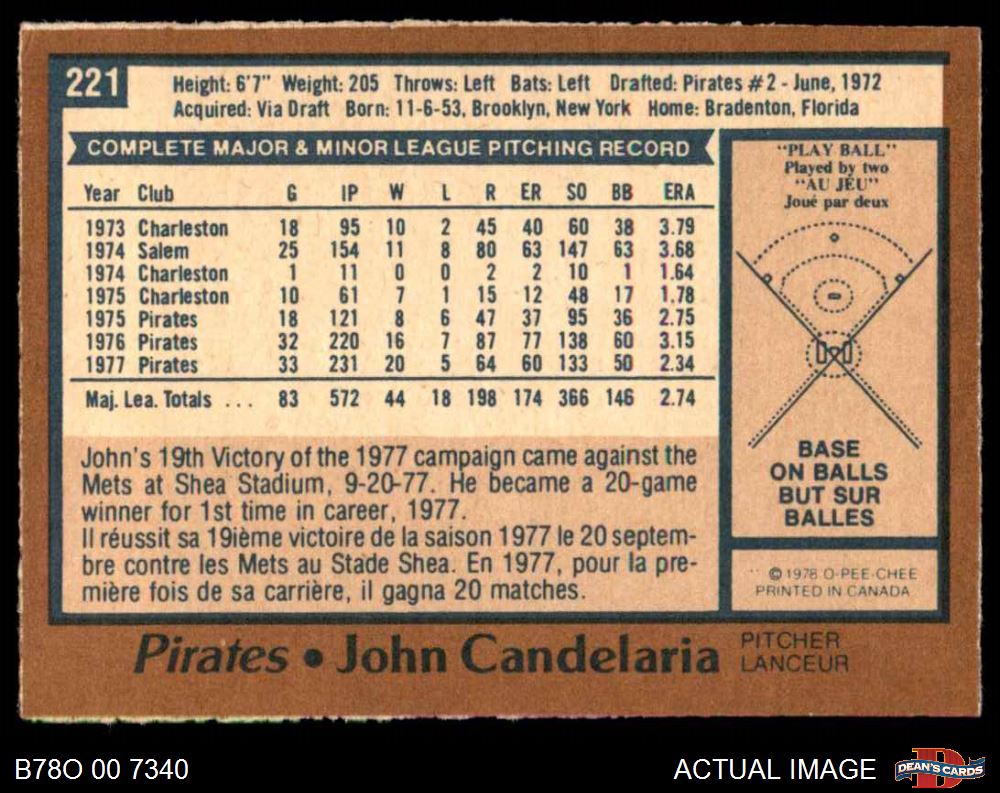 221
Height: 6'7" Weight: 205 Throws: Left Bats: Left Drafted: Pirates #2 - June, 1972
Acquired: Via Draft Born: 11-6-53, Brooklyn, New York Home: Bradenton, Florida
COMPLETE MAJOR & MINOR LEAGUE PITCHING RECORD
Year Club G IP W L R ER SO BB ERA
1973 Charleston 18 95 10 2 45 40 60 38 3.79
1974 Salem 25 154 11 8 80 63 147 63 3.68
1974 Charleston 1 11 0 0 2 2 10 1 1.64
1975 Charleston 10 61 7 1 15 12 48 17 1.78
1975 Pirates 18 121 8 6 47 37 95 36 2.75
1976 Pirates 32 220 16 7 87 77 138 60 3.15
1977 Pirates 33 231 20 5 64 60 133 50 2.34
Maj. Lea. Totals ... 83 572 44 18 198 174 366 146 2.74
John's 19th Victory of the 1977 campaign came against the
Mets at Shea Stadium, 9-20-77. He became a 20-game
winner for 1st time in career, 1977.
Il réussit sa 19ième victoire de la saison 1977 le 20 septem-
bre contre les Mets au Stade Shea. En 1977, pour la pre-
mière fois de sa carrière, il gagna 20 matches.
"PLAY BALL"
Played by two
"AU JEU"
Joué par deux
BASE
ON BALLS
BUT SUR
BALLES
© 1978 O-PEE-CHEE
PRINTED IN CANADA
Pirates • John Candelaria
PITCHER
LANCEUR
B78O 00 7340
ACTUAL IMAGE
DEAN'S CARDS